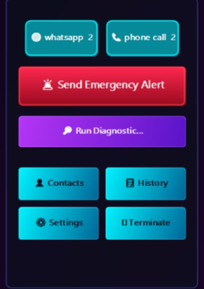 whatsapp 2
phone call 2
Send Emergency Alert
Run Diagnostic...
Contacts
History
Settings
Terminate